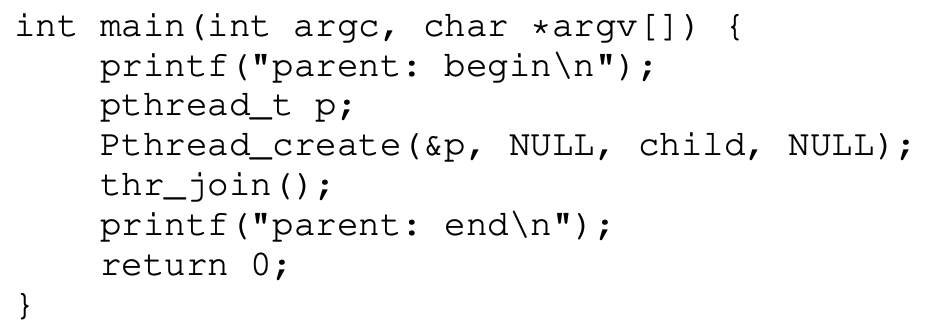 int main(int argc, char *argv[]) {
    printf("parent: begin\n");
    pthread_t p;
    Pthread_create(&p, NULL, child, NULL);
    thr_join();
    printf("parent: end\n");
    return 0;
}